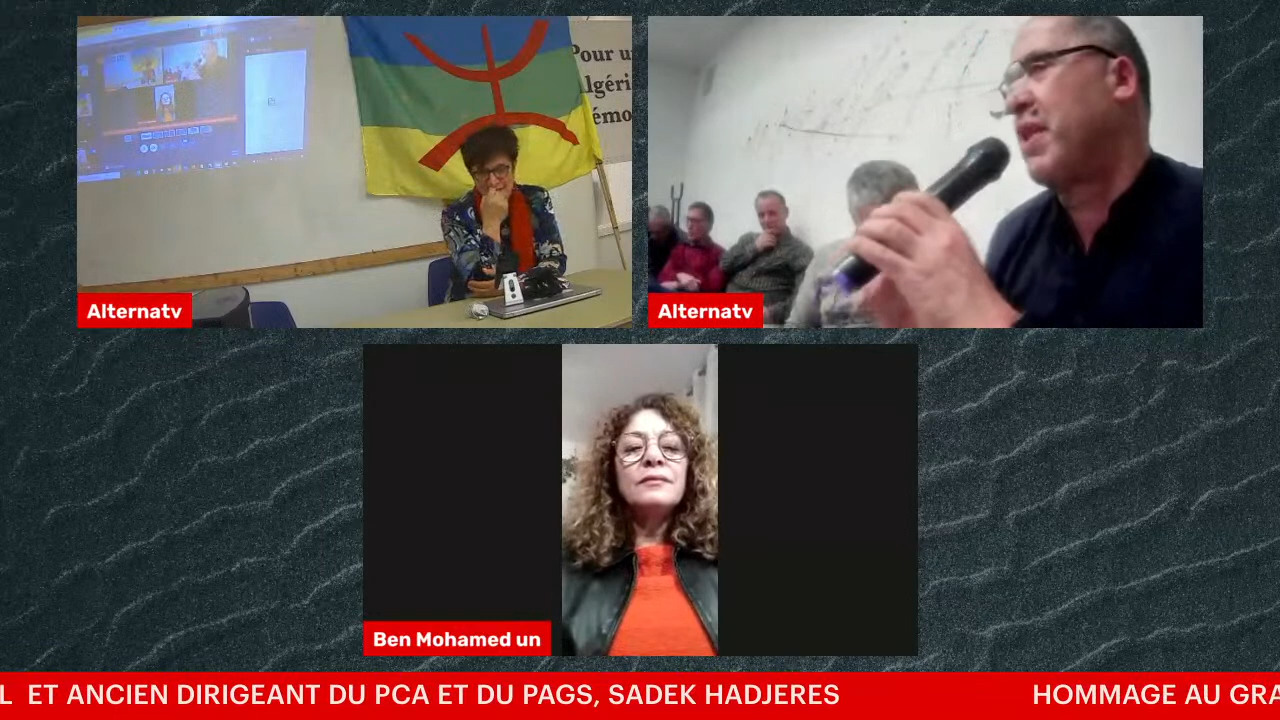 Pour u
lgéri
émo
Alternatv
Alternatv
Ben Mohamed un
L ET ANCIEN DIRIGEANT DU PCA ET DU PAGS, SADEK HADJERES HOMMAGE AU GRA